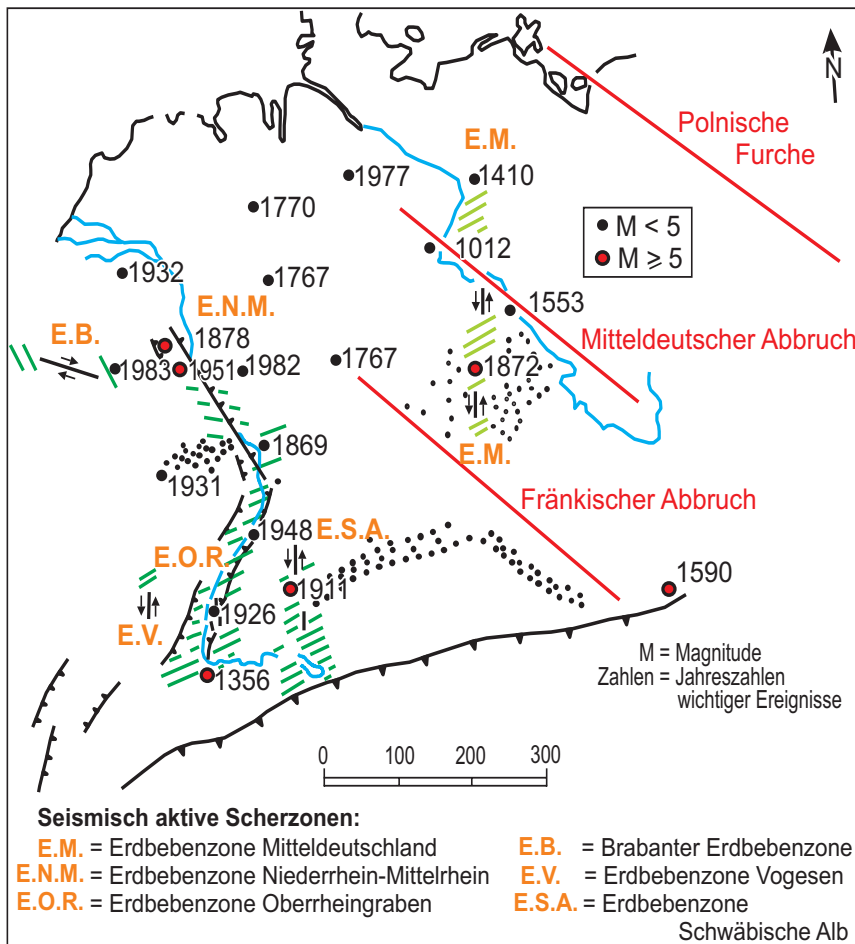 N
Polnische
Furche
E.M.
1410
1977
1770
M < 5
M ⩾ 5
1012
1932
1767
1553
E.N.M.
1878
Mitteldeutscher Abbruch
E.B.
1983
1951
1982
1767
1872
E.M.
1869
1931
Fränkischer Abbruch
1948
E.S.A.
E.O.R.
1911
1590
1926
E.V.
1356
M = Magnitude
Zahlen = Jahreszahlen
wichtiger Ereignisse
0 100 200 300
Seismisch aktive Scherzonen:
E.M. = Erdbebenzone Mitteldeutschland
E.N.M. = Erdbebenzone Niederrhein-Mittelrhein
E.O.R. = Erdbebenzone Oberrheingraben
E.B. = Brabanter Erdbebenzone
E.V. = Erdbebenzone Vogesen
E.S.A. = Erdbebenzone
Schwäbische Alb